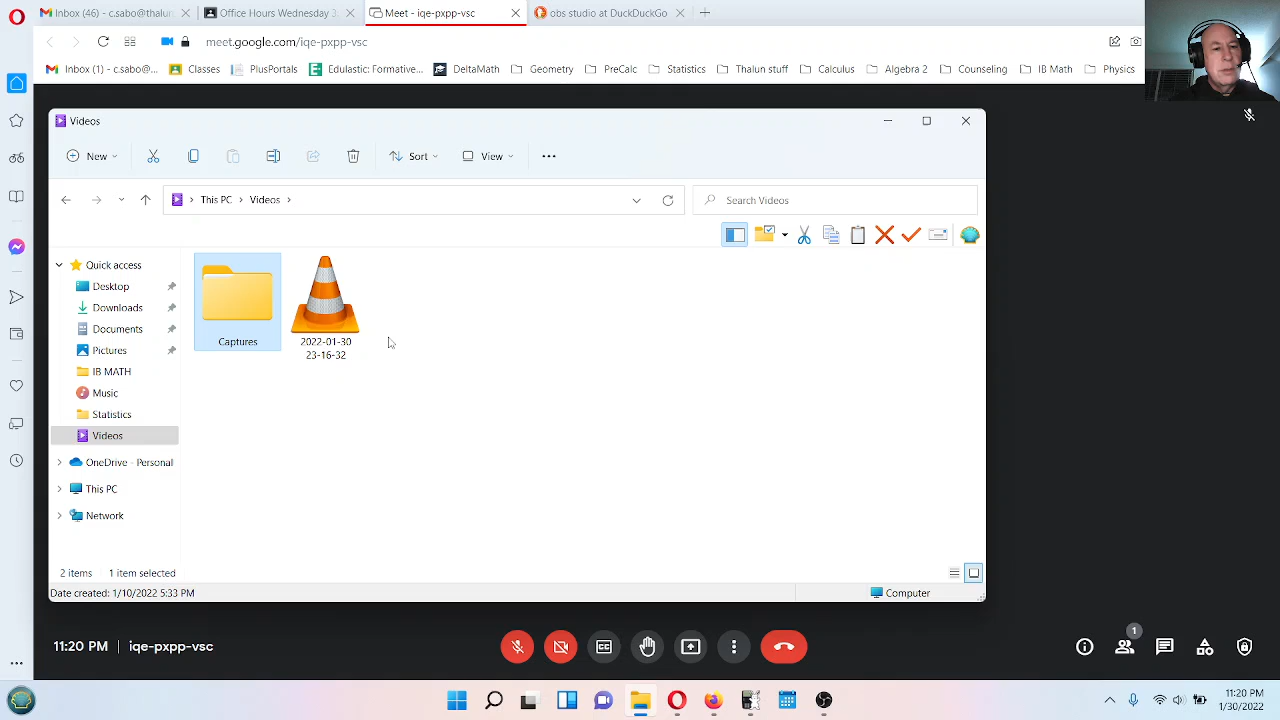 Inbox (46) - c.sabo@thalun
Office Hours Wednesday 3:
Meet - iqe-pxpp-vsc
obs studio at DuckDuckGo
meet.google.com/iqe-pxpp-vsc
Inbox (1) - c.sabo@...
Classes
PlusPortals
Edulastic:Formative...
DeltaMath
Geometry
PreCalc
Statistics
Thalun stuff
Calculus
Algebra 2
Counseling
IB Math
Physics
Videos
New
Sort
View
This PC > Videos >
Search Videos
Quick access
Desktop
Downloads
Documents
Pictures
IB MATH
Music
Statistics
Videos
OneDrive - Personal
This PC
Network
Captures
2022-01-30
23-16-32
2 items
1 item selected
Date created: 1/10/2022 5:33 PM
Computer
11:20 PM | iqe-pxpp-vsc
CC
1
11:20 PM
1/30/2022